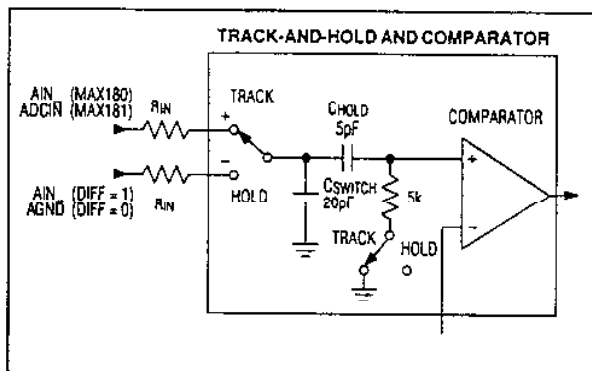 TRACK-AND-HOLD AND COMPARATOR
AIN (MAX180)
ADCIN (MAX181)
RIN
+
TRACK
CHOLD
5pF
COMPARATOR
−
HOLD
AIN_ (DIFF = 1)
AGND (DIFF = 0)
RIN
CSWITCH
20pF
5k
TRACK
HOLD
+
−